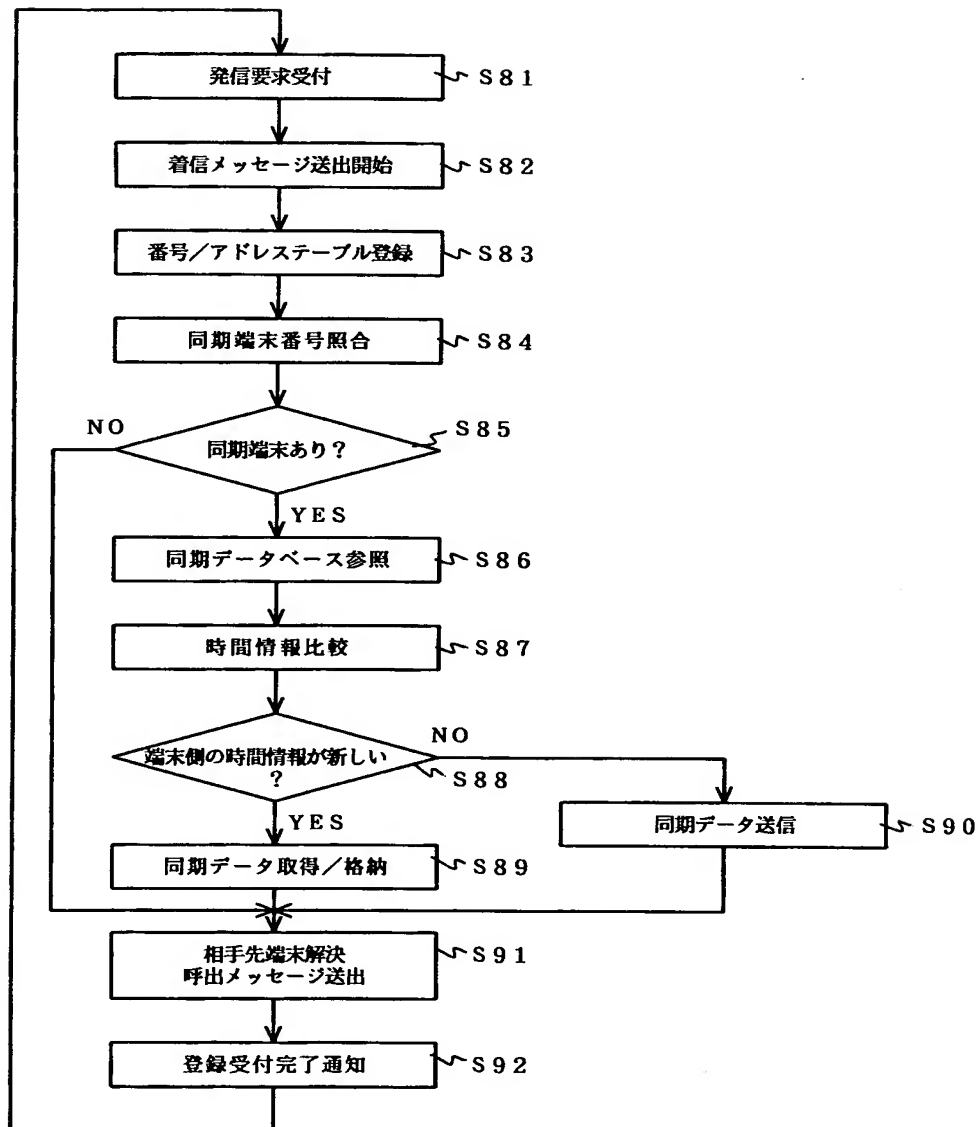 発信要求受付 S81
着信メッセージ送出開始 S82
番号／アドレステーブル登録 S83
同期端末番号照合 S84
NO
同期端末あり？ S85
YES
同期データベース参照 S86
時間情報比較 S87
端末側の時間情報が新しい
？
S88
NO
YES
同期データ送信 S90
同期データ取得／格納 S89
相手先端末解決
呼出メッセージ送出
S91
登録受付完了通知 S92